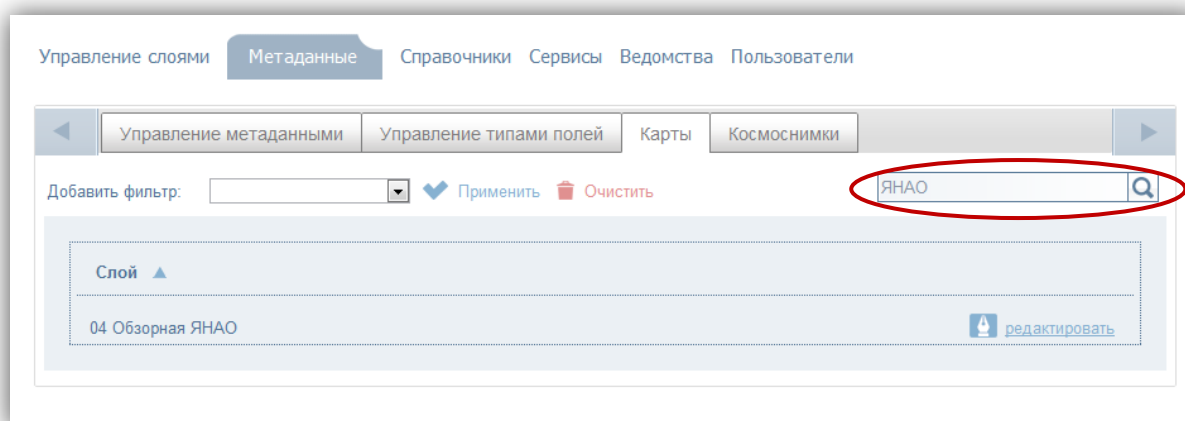 Управление слоями Метаданные Справочники Сервисы Ведомства Пользователи
Управление метаданными Управление типами полей Карты Космоснимки
Добавить фильтр: Применить Очистить ЯНАО
Слой
04 Обзорная ЯНАО редактировать